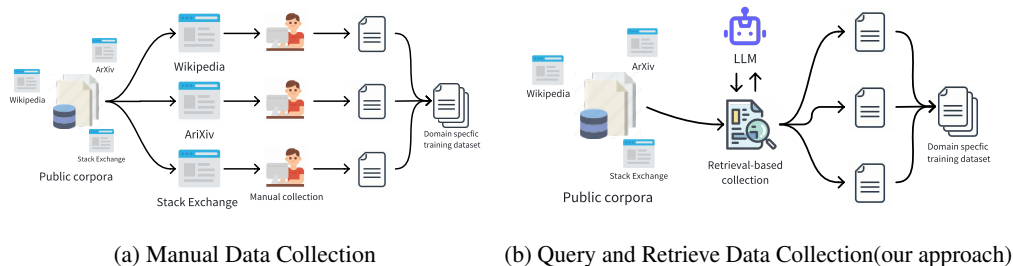 ArXiv
Wikipedia
Stack Exchange
Public corpora
Wikipedia
AriXiv
Stack Exchange
Manual collection
Domain specfic
training dataset
(a) Manual Data Collection
LLM
ArXiv
Wikipedia
Stack Exchange
Public corpora
Retrieval-based
collection
Domain specfic
training dataset
(b) Query and Retrieve Data Collection(our approach)